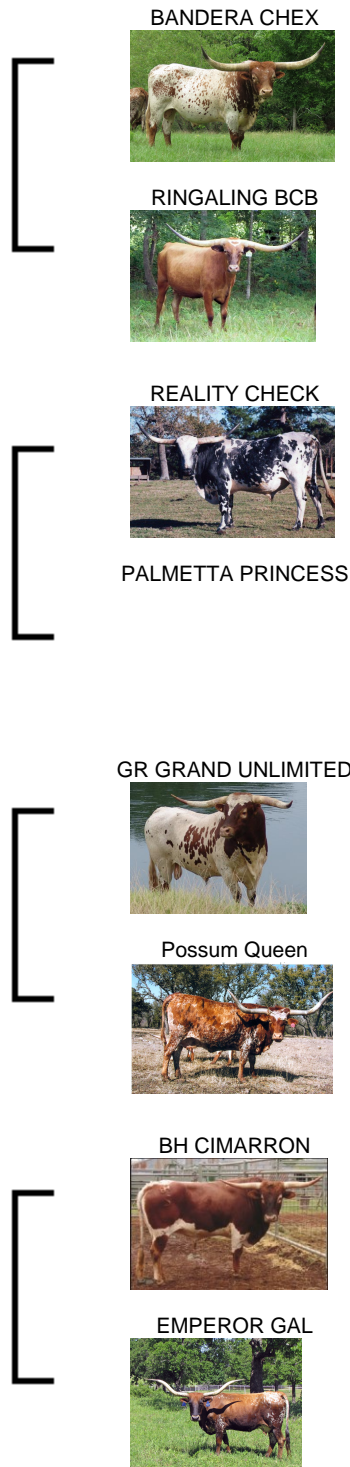 BANDERA CHEX
RINGALING BCB
REALITY CHECK
PALMETTA PRINCESS
GR GRAND UNLIMITED
Possum Queen
BH CIMARRON
EMPEROR GAL